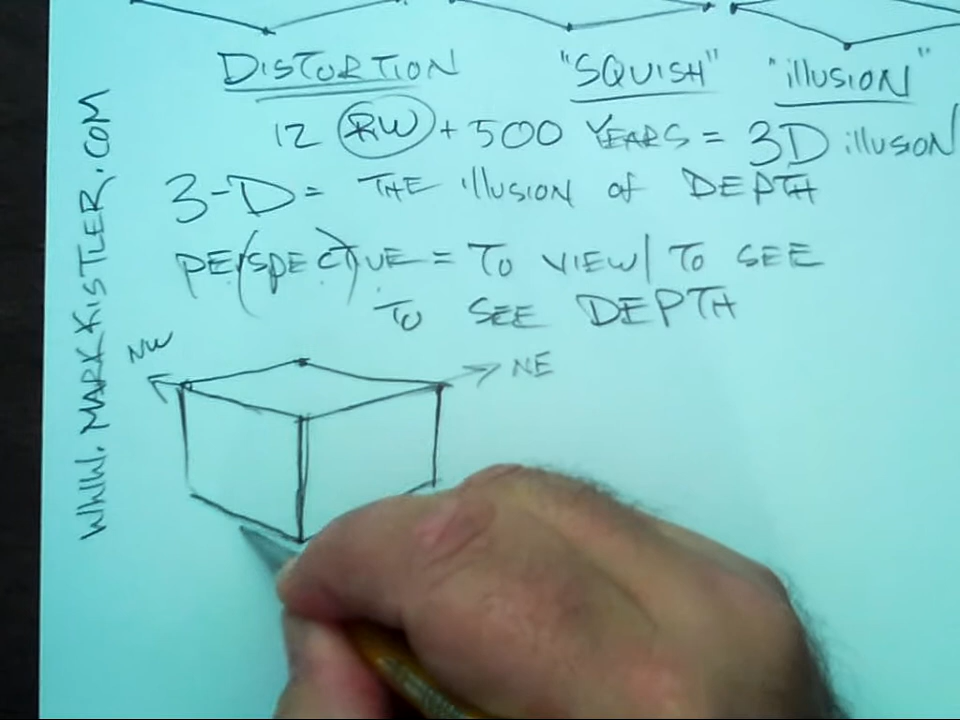 DISTORTION "SQUISH" "illUSION"
12 RW + 500 YEARS = 3D illUSON
3-D = THE illUSION of DEPTH
PERSPECTIVE = TO VIEW/ TO SEE
TO SEE DEPTH
NW
NE
WWW. MARKKISTLER.COM